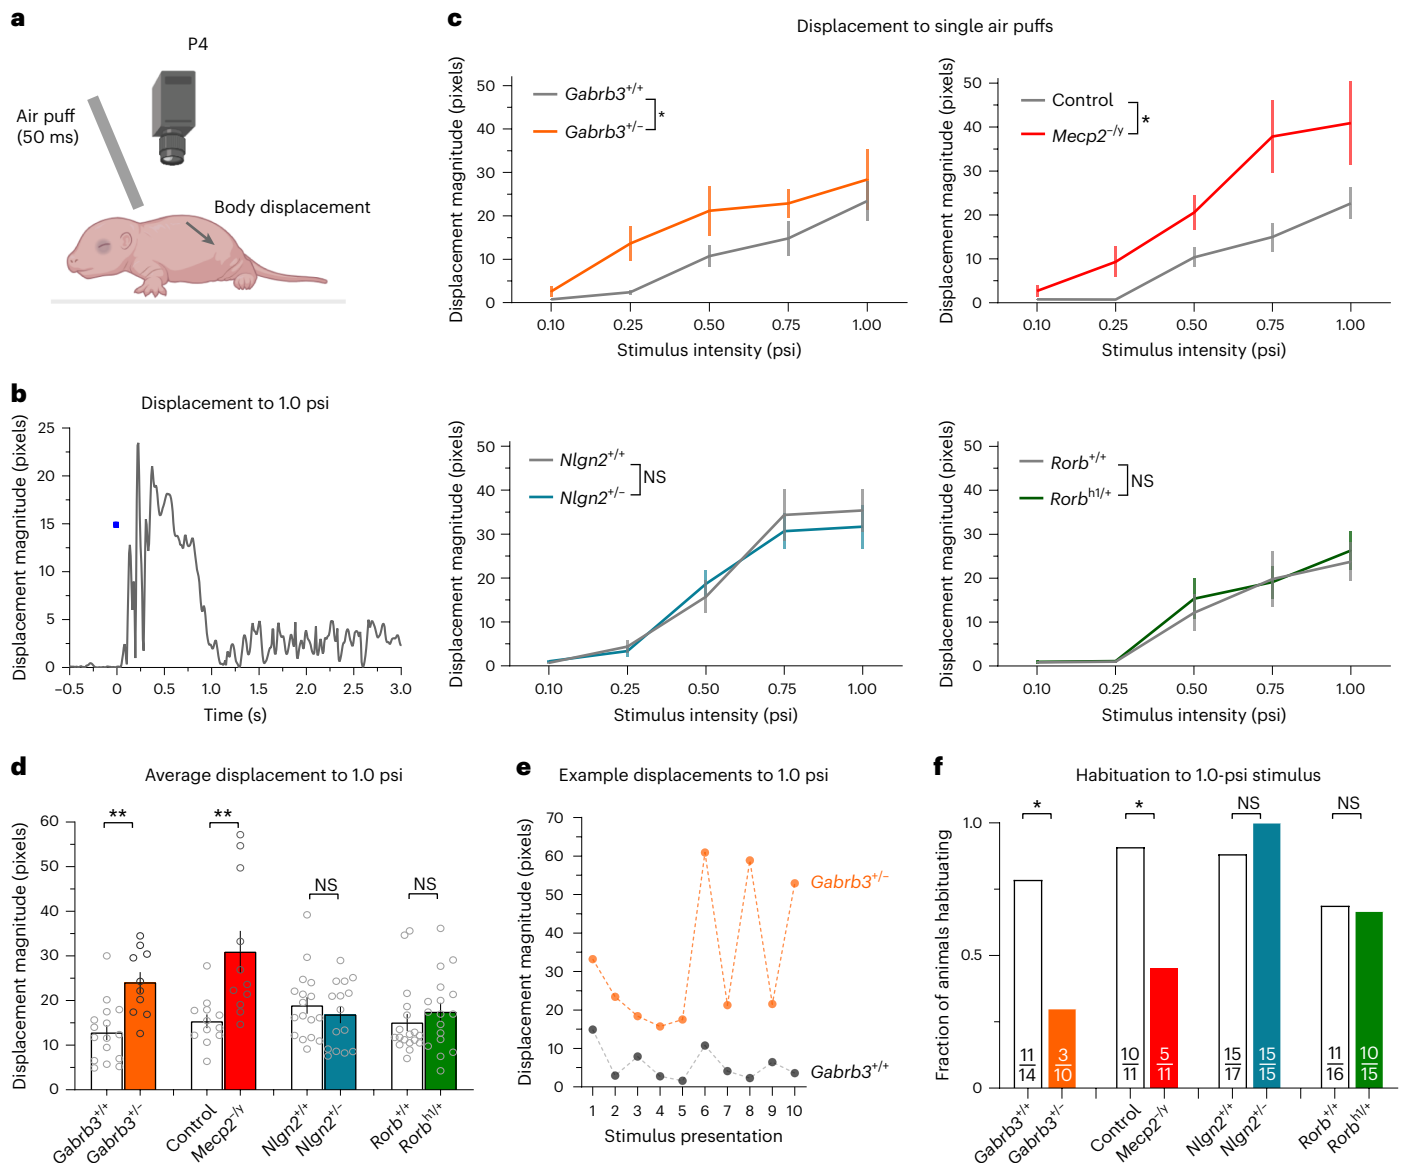 a
P4
Air puff
(50 ms)
Body displacement
b
Displacement to 1.0 psi
Displacement magnitude (pixels)
25
20
15
10
5
0
–0.5 0 0.5 1.0 1.5 2.0 2.5 3.0
Time (s)
c
Displacement to single air puffs
Displacement magnitude (pixels)
50
40
30
20
10
0
Gabrb3+/+
Gabrb3+/–
*
0.10 0.25 0.50 0.75 1.00
Stimulus intensity (psi)
Displacement magnitude (pixels)
50
40
30
20
10
0
Control
Mecp2–/y
*
0.10 0.25 0.50 0.75 1.00
Stimulus intensity (psi)
Displacement magnitude (pixels)
50
40
30
20
10
0
Nlgn2+/+
Nlgn2+/–
NS
0.10 0.25 0.50 0.75 1.00
Stimulus intensity (psi)
Displacement magnitude (pixels)
50
40
30
20
10
0
Rorb+/+
Rorbh1/+
NS
0.10 0.25 0.50 0.75 1.00
Stimulus intensity (psi)
d
Average displacement to 1.0 psi
Displacement magnitude (pixels)
60
50
40
30
20
10
0
** ** NS NS
Gabrb3+/+
Gabrb3+/–
Control
Mecp2–/y
Nlgn2+/+
Nlgn2+/–
Rorb+/+
Rorbh1/+
e
Example displacements to 1.0 psi
Displacement magnitude (pixels)
70
60
50
40
30
20
10
0
Gabrb3+/–
Gabrb3+/+
1 2 3 4 5 6 7 8 9 10
Stimulus presentation
f
Habituation to 1.0-psi stimulus
Fraction of animals habituating
1.0
0.5
0
* * NS NS
11 3 10 5 15 15 11 10
14 10 11 11 17 15 16 15
Gabrb3+/+
Gabrb3+/–
Control
Mecp2–/y
Nlgn2+/+
Nlgn2+/–
Rorb+/+
Rorbh1/+